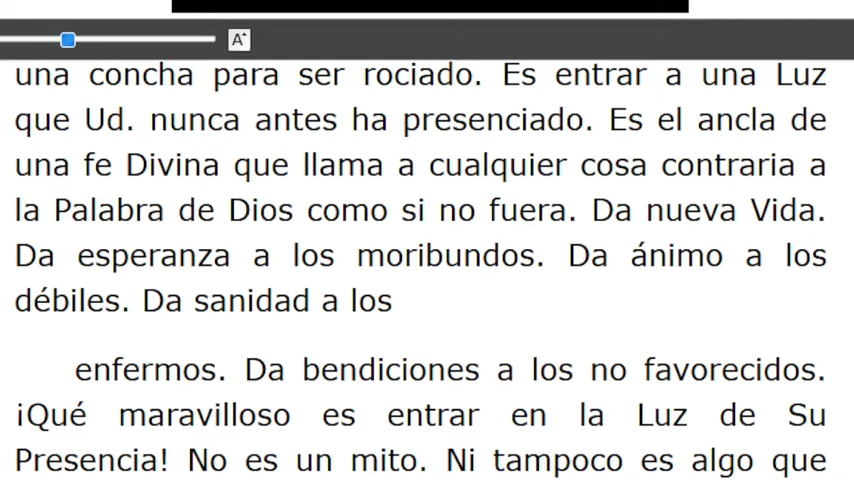 A+
una concha para ser rociado. Es entrar a una Luz
que Ud. nunca antes ha presenciado. Es el ancla de
una fe Divina que llama a cualquier cosa contraria a
la Palabra de Dios como si no fuera. Da nueva Vida.
Da esperanza a los moribundos. Da ánimo a los
débiles. Da sanidad a los
enfermos. Da bendiciones a los no favorecidos.
¡Qué maravilloso es entrar en la Luz de Su
Presencia! No es un mito. Ni tampoco es algo que